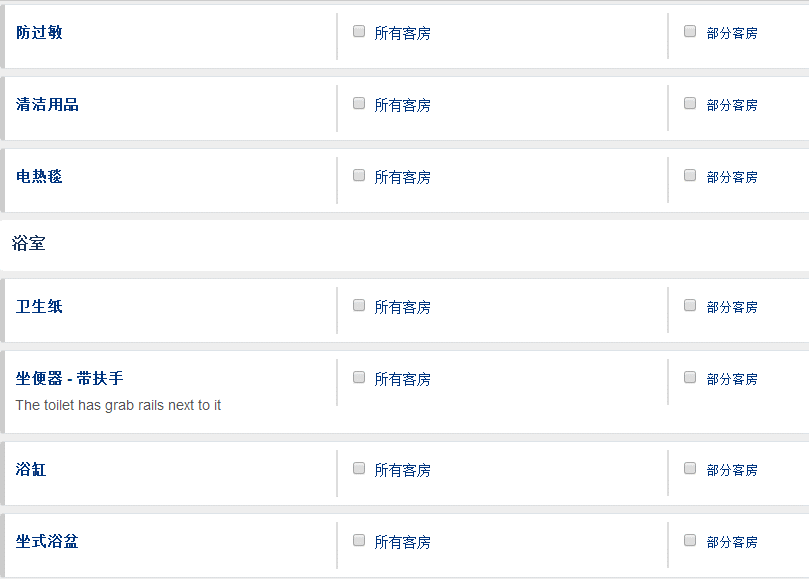 防过敏 所有客房 部分客房
清洁用品 所有客房 部分客房
电热毯 所有客房 部分客房
浴室
卫生纸 所有客房 部分客房
坐便器 - 带扶手 所有客房 部分客房
The toilet has grab rails next to it
浴缸 所有客房 部分客房
坐式浴盆 所有客房 部分客房